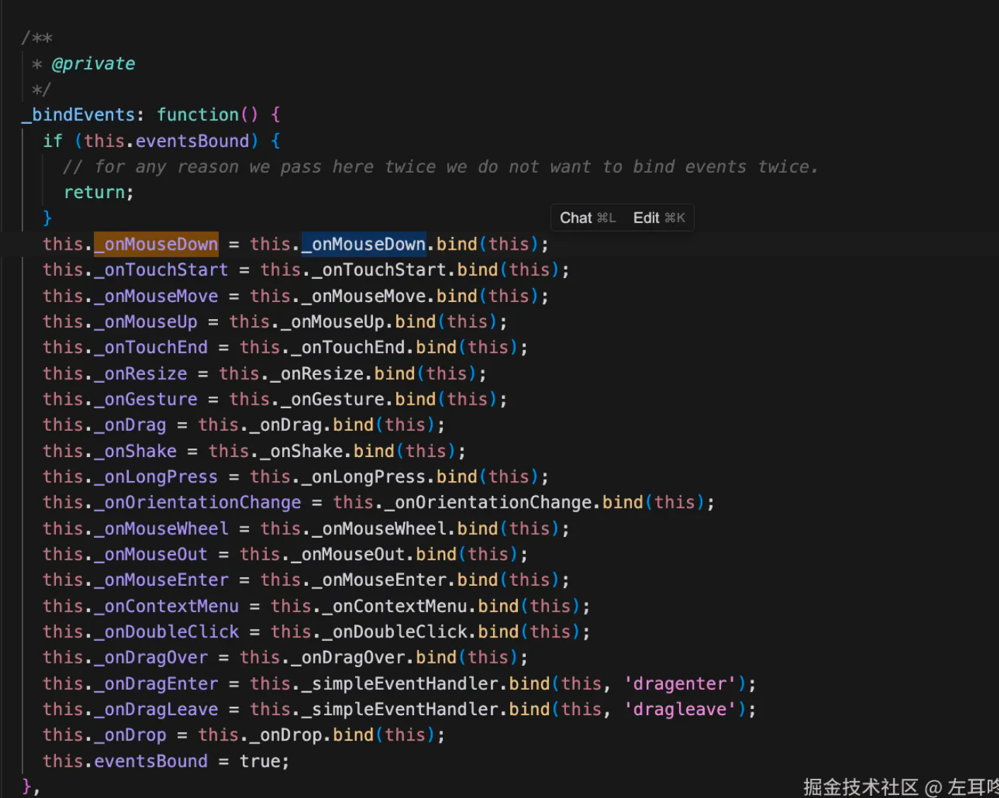 /**
 * @private
 */
_bindEvents: function() {
  if (this.eventsBound) {
    // for any reason we pass here twice we do not want to bind events twice.
    return;
  }
Chat ⌘L Edit ⌘K
  this._onMouseDown = this._onMouseDown.bind(this);
  this._onTouchStart = this._onTouchStart.bind(this);
  this._onMouseMove = this._onMouseMove.bind(this);
  this._onMouseUp = this._onMouseUp.bind(this);
  this._onTouchEnd = this._onTouchEnd.bind(this);
  this._onResize = this._onResize.bind(this);
  this._onGesture = this._onGesture.bind(this);
  this._onDrag = this._onDrag.bind(this);
  this._onShake = this._onShake.bind(this);
  this._onLongPress = this._onLongPress.bind(this);
  this._onOrientationChange = this._onOrientationChange.bind(this);
  this._onMouseWheel = this._onMouseWheel.bind(this);
  this._onMouseOut = this._onMouseOut.bind(this);
  this._onMouseEnter = this._onMouseEnter.bind(this);
  this._onContextMenu = this._onContextMenu.bind(this);
  this._onDoubleClick = this._onDoubleClick.bind(this);
  this._onDragOver = this._onDragOver.bind(this);
  this._onDragEnter = this._simpleEventHandler.bind(this, 'dragenter');
  this._onDragLeave = this._simpleEventHandler.bind(this, 'dragleave');
  this._onDrop = this._onDrop.bind(this);
  this.eventsBound = true;
},
掘金技术社区 @ 左耳咚